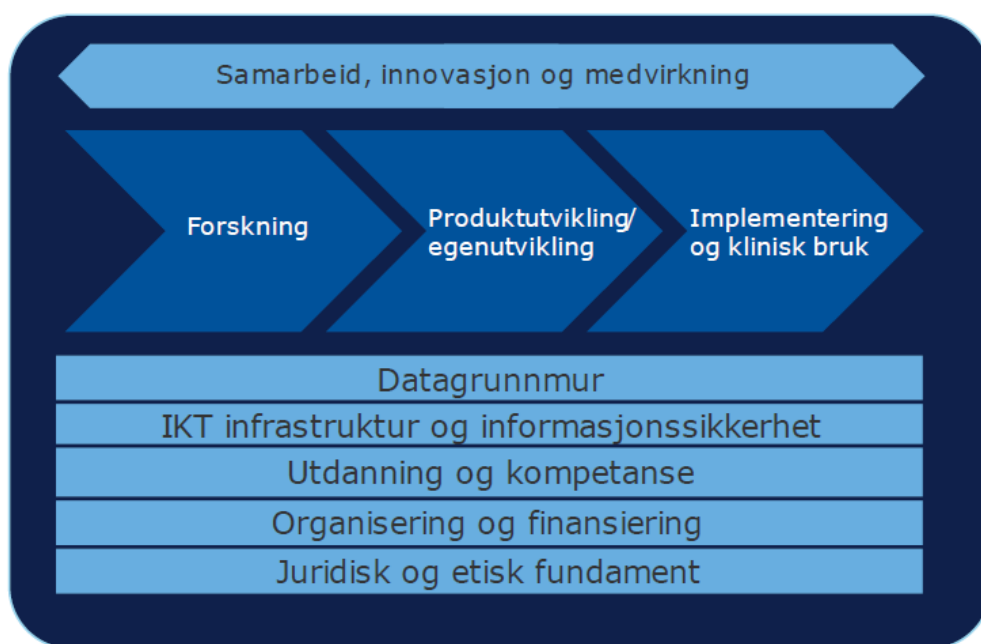 Samarbeid, innovasjon og medvirkning
Forskning
Produktutvikling/
egenutvikling
Implementering
og klinisk bruk
Datagrunnmur
IKT infrastruktur og informasjonssikkerhet
Utdanning og kompetanse
Organisering og finansiering
Juridisk og etisk fundament